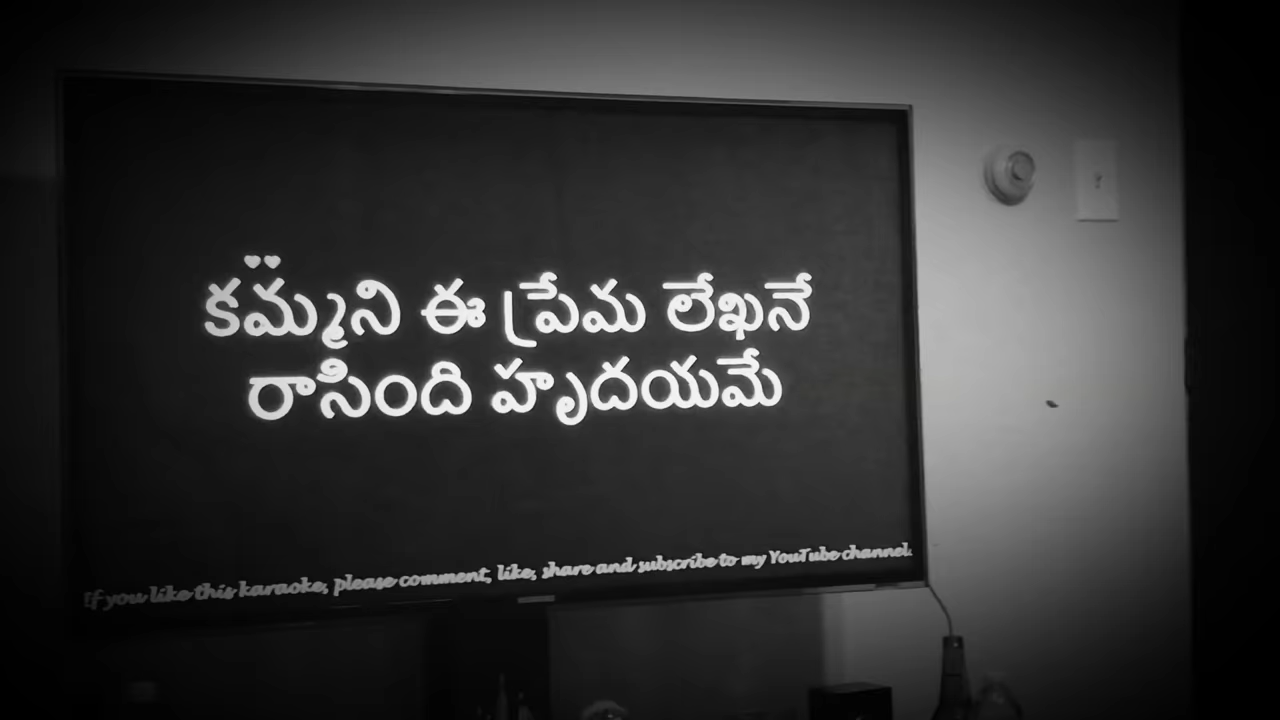 కమ్మని ఈ ప్రేమ లేఖనే
రాసింది హృదయమే
If you like this karaoke, please comment, like, share and subscribe to my YouTube channel.